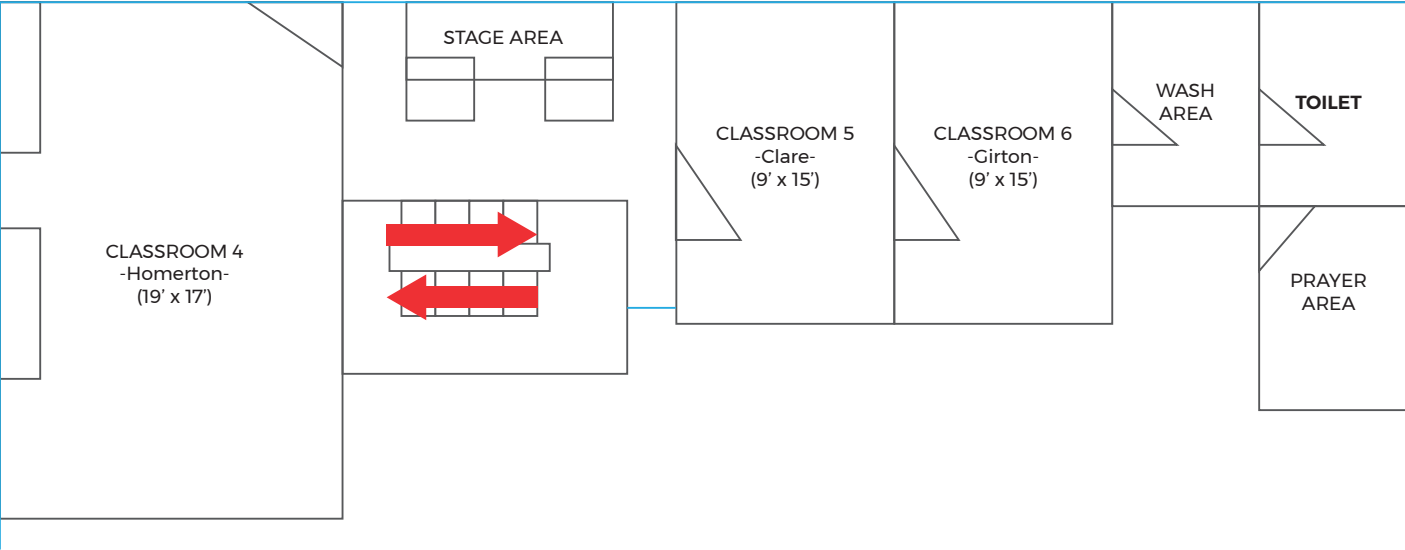 STAGE AREA
CLASSROOM 4
-Homerton-
(19’ x 17’)
CLASSROOM 5
-Clare-
(9’ x 15’)
CLASSROOM 6
-Girton-
(9’ x 15’)
WASH
AREA
TOILET
PRAYER
AREA